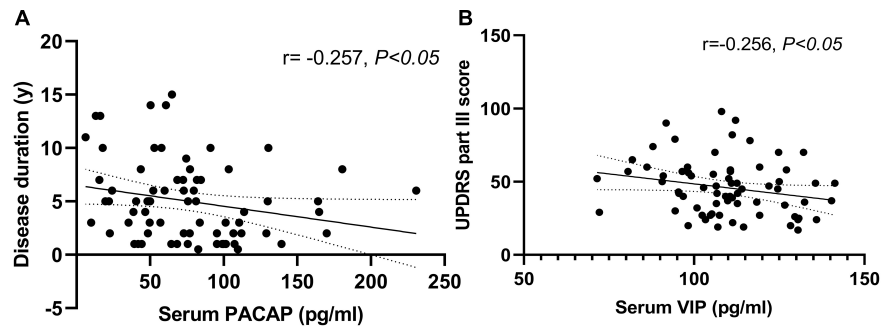 A
r= -0.257, P<0.05
Disease duration (y)
20
15
10
5
0
-5
50
100
150
200
250
Serum PACAP (pg/ml)
B
r=-0.256, P<0.05
UPDRS part III score
150
100
50
0
50
100
150
Serum VIP (pg/ml)